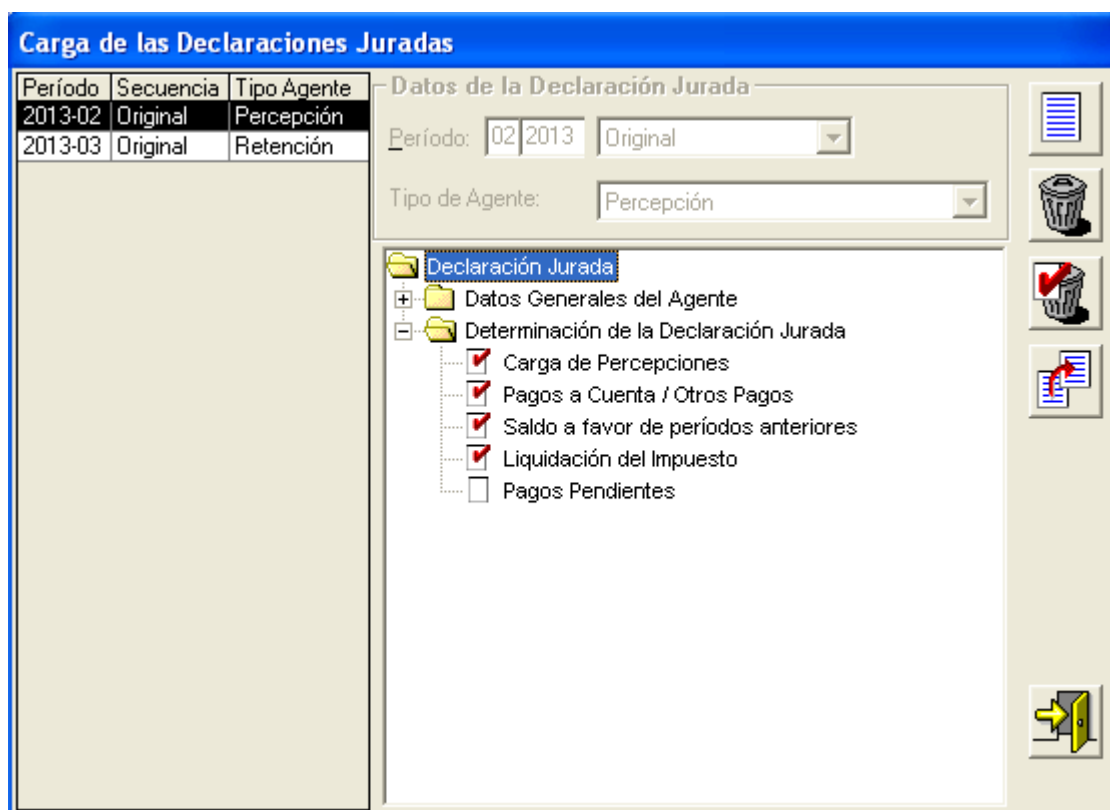 Carga de las Declaraciones Juradas
Período Secuencia Tipo Agente
2013-02 Original Percepción
2013-03 Original Retención
Datos de la Declaración Jurada
Período: 02 2013 Original
Tipo de Agente: Percepción
Declaración Jurada
Datos Generales del Agente
Determinación de la Declaración Jurada
Carga de Percepciones
Pagos a Cuenta / Otros Pagos
Saldo a favor de períodos anteriores
Liquidación del Impuesto
Pagos Pendientes